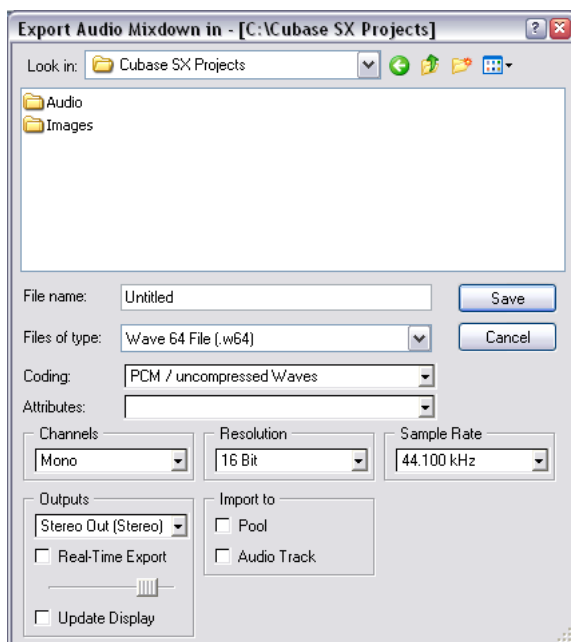 Export Audio Mixdown in - [C:\Cubase SX Projects]
Look in: Cubase SX Projects
Audio
Images
File name: Untitled Save
Files of type: Wave 64 File (.w64) Cancel
Coding: PCM / uncompressed Waves
Attributes:
Channels Resolution Sample Rate
Mono 16 Bit 44.100 kHz
Outputs Import to
Stereo Out (Stereo) Pool
Real-Time Export Audio Track
Update Display